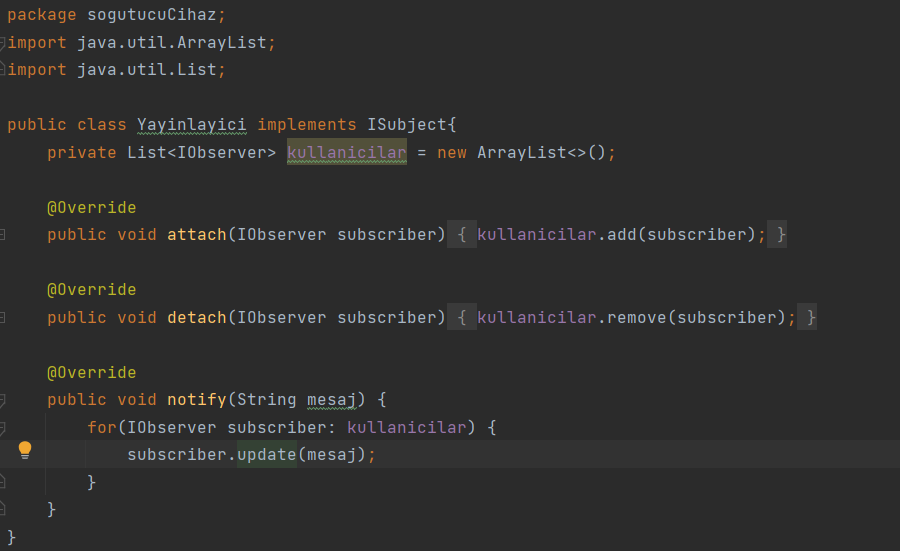 package sogutucuCihaz;
import java.util.ArrayList;
import java.util.List;
public class Yayinlayici implements ISubject{
private List<IObserver> kullanicilar = new ArrayList<>();
@Override
public void attach(IObserver subscriber) { kullanicilar.add(subscriber); }
@Override
public void detach(IObserver subscriber) { kullanicilar.remove(subscriber); }
@Override
public void notify(String mesaj) {
for(IObserver subscriber: kullanicilar) {
subscriber.update(mesaj);
}
}
}